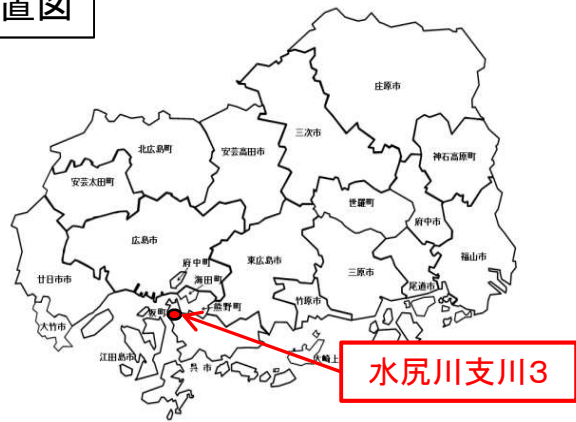 置図
庄原市
三次市
北広島町
安芸高田市
神石高原町
安芸太田町
世羅町
府中市
広島市
府中町
東広島市
福山市
海田町
三原市
廿日市市
尾道市
竹原市
熊野町
坂町
大竹市
江田島市
呉市
大崎上
水尻川支川3